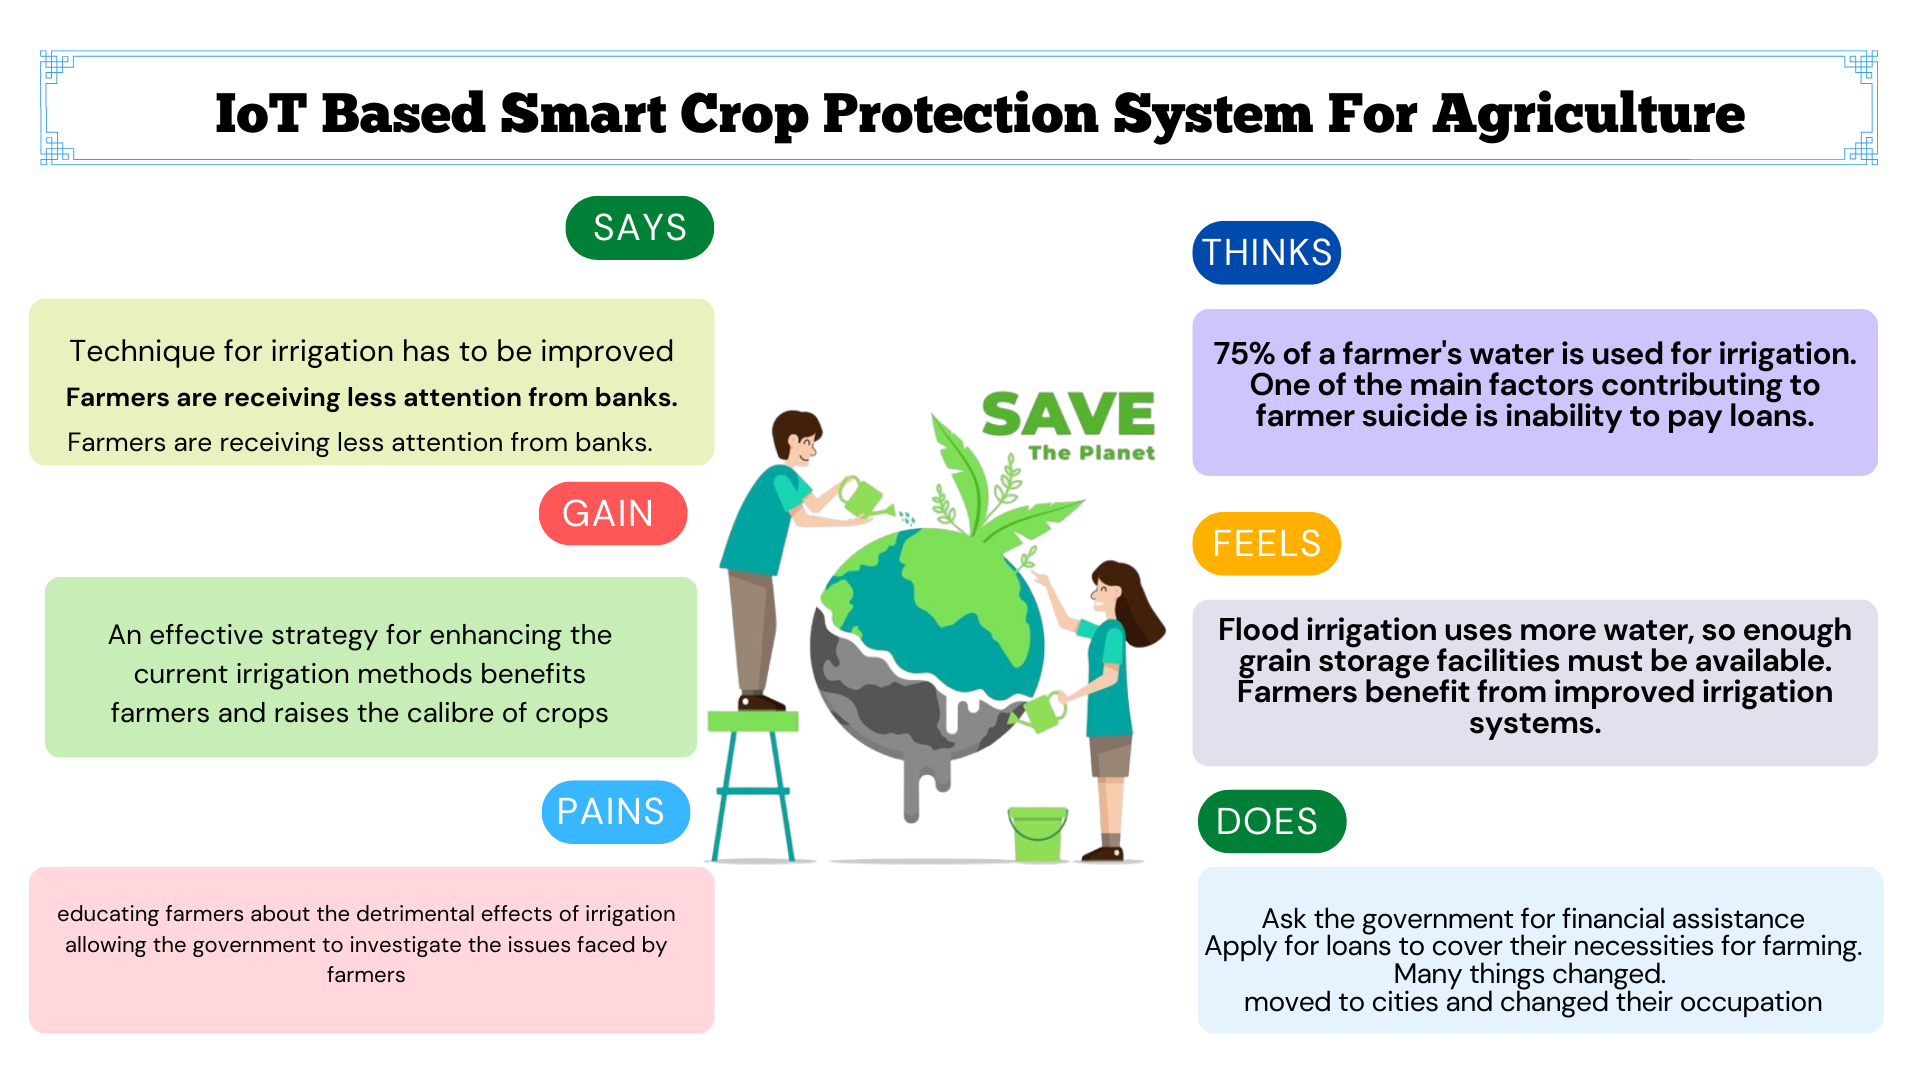 IoT Based Smart Crop Protection System For Agriculture
SAYS
Technique for irrigation has to be improved
Farmers are receiving less attention from banks.
Farmers are receiving less attention from banks.
GAIN
An effective strategy for enhancing the
current irrigation methods benefits
farmers and raises the calibre of crops
PAINS
educating farmers about the detrimental effects of irrigation
allowing the government to investigate the issues faced by
farmers
SAVE
The Planet
THINKS
75% of a farmer's water is used for irrigation.
One of the main factors contributing to
farmer suicide is inability to pay loans.
FEELS
Flood irrigation uses more water, so enough
grain storage facilities must be available.
Farmers benefit from improved irrigation
systems.
DOES
Ask the government for financial assistance
Apply for loans to cover their necessities for farming.
Many things changed.
moved to cities and changed their occupation